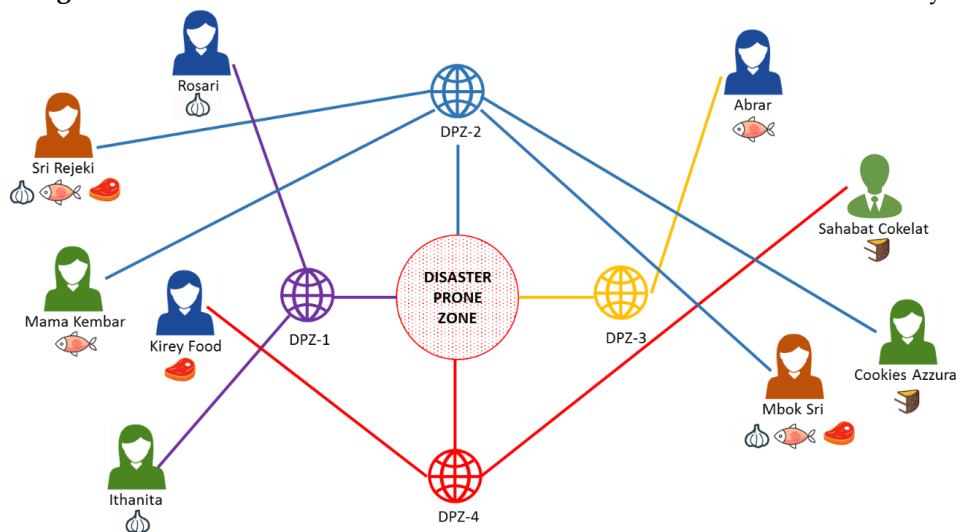 Rosari
DPZ-2
Abrar
Sri Rejeki
Sahabat Cokelat
DISASTER
PRONE
ZONE
Mama Kembar
Kirey Food
DPZ-1
DPZ-3
Cookies Azzura
Mbok Sri
Ithanita
DPZ-4